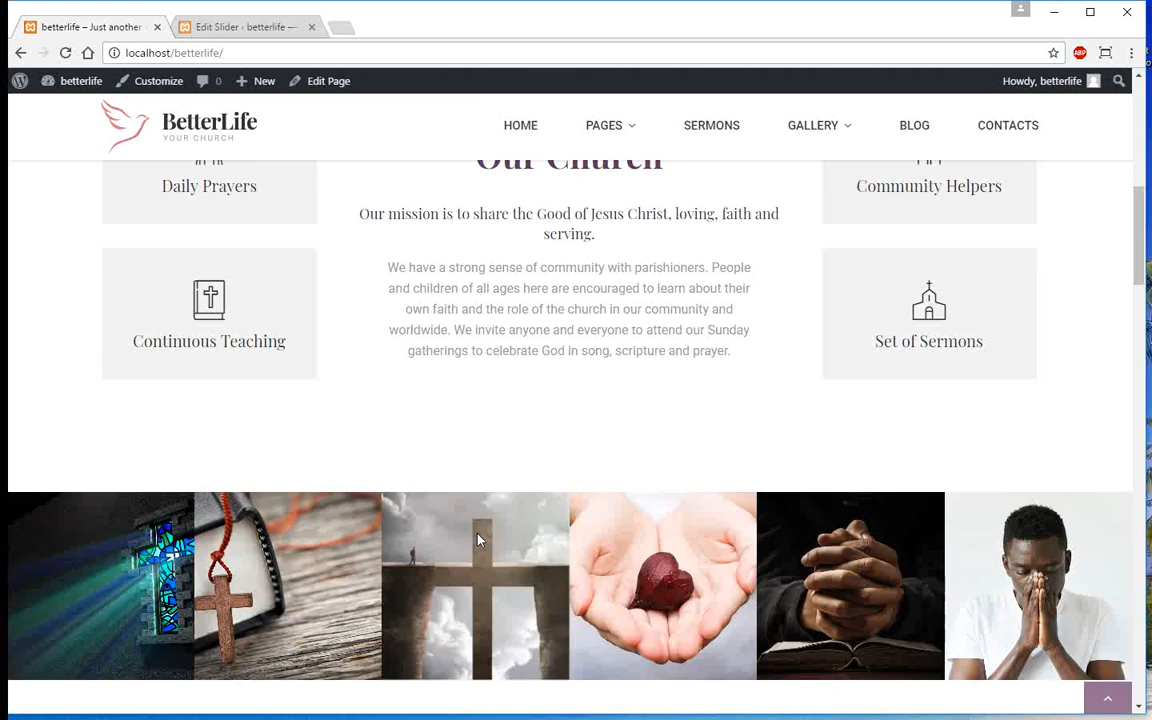 betterlife – Just another
Edit Slider ‹ betterlife —
localhost/betterlife/
ABP
betterlife
Customize
0
New
Edit Page
Howdy, betterlife
BetterLife
YOUR CHURCH
HOME
PAGES
SERMONS
GALLERY
BLOG
CONTACTS
Our Church
Daily Prayers
Community Helpers
Our mission is to share the Good of Jesus Christ, loving, faith and
serving.
We have a strong sense of community with parishioners. People
and children of all ages here are encouraged to learn about their
own faith and the role of the church in our community and
worldwide. We invite anyone and everyone to attend our Sunday
gatherings to celebrate God in song, scripture and prayer.
Continuous Teaching
Set of Sermons